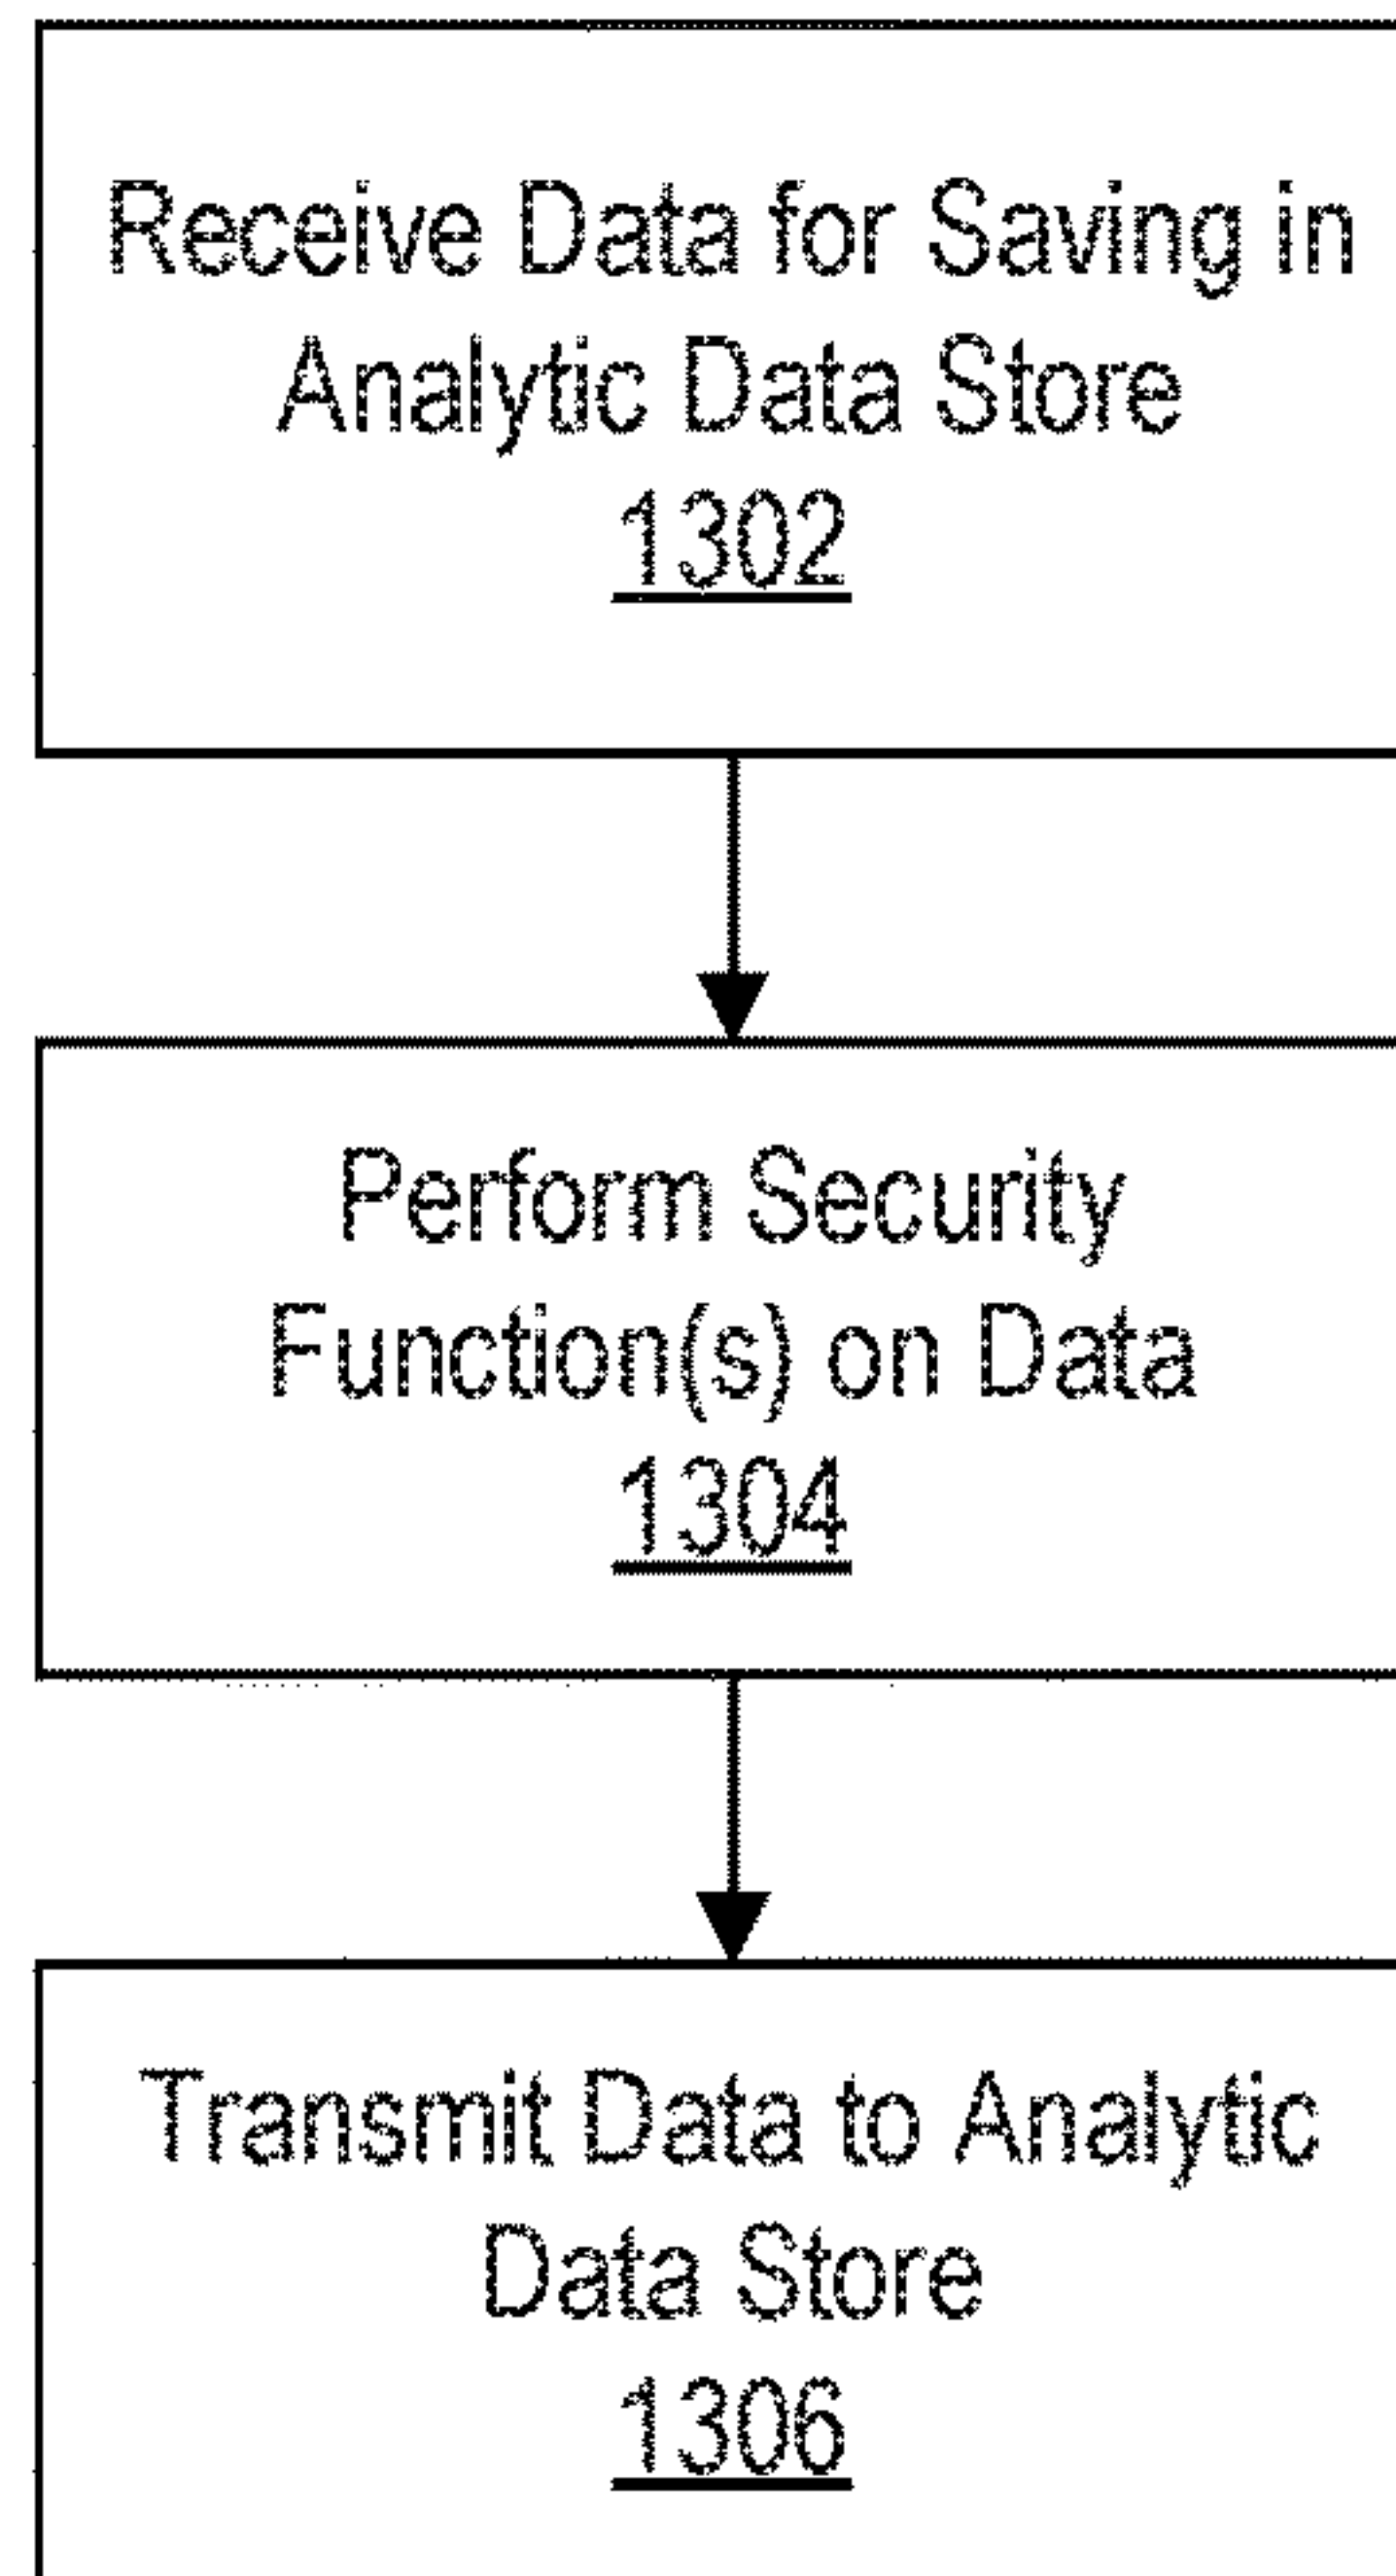 Receive Data for Saving in
Analytic Data Store
1302
Perform Security
Function(s) on Data
1304
Transmit Data to Analytic
Data Store
1306